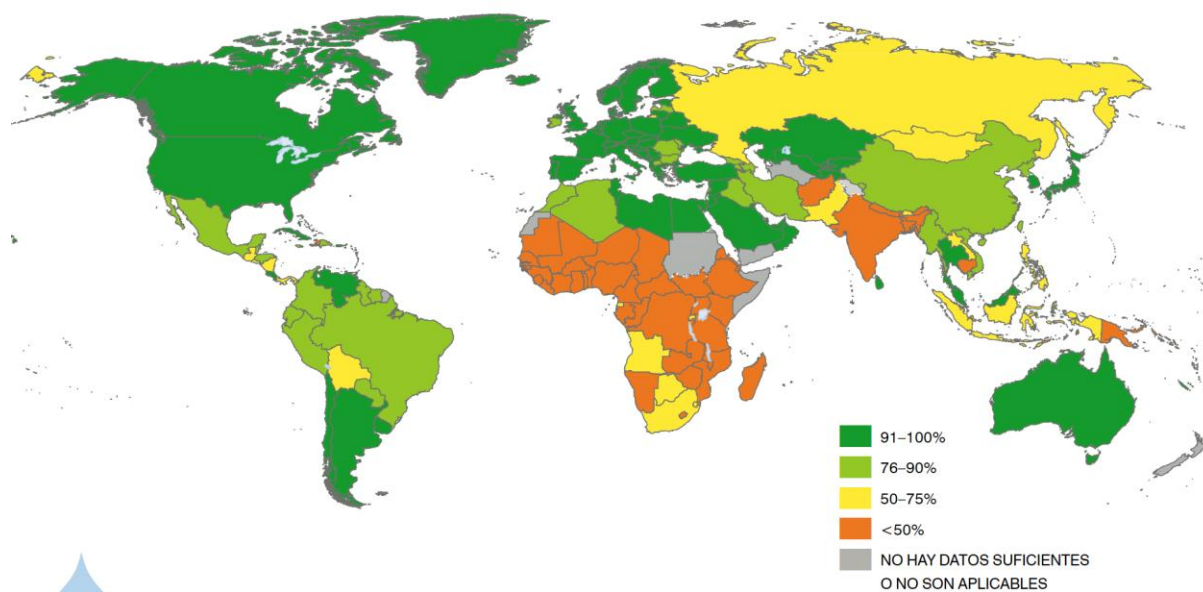 91–100%
76–90%
50–75%
<50%
NO HAY DATOS SUFICIENTES
O NO SON APLICABLES